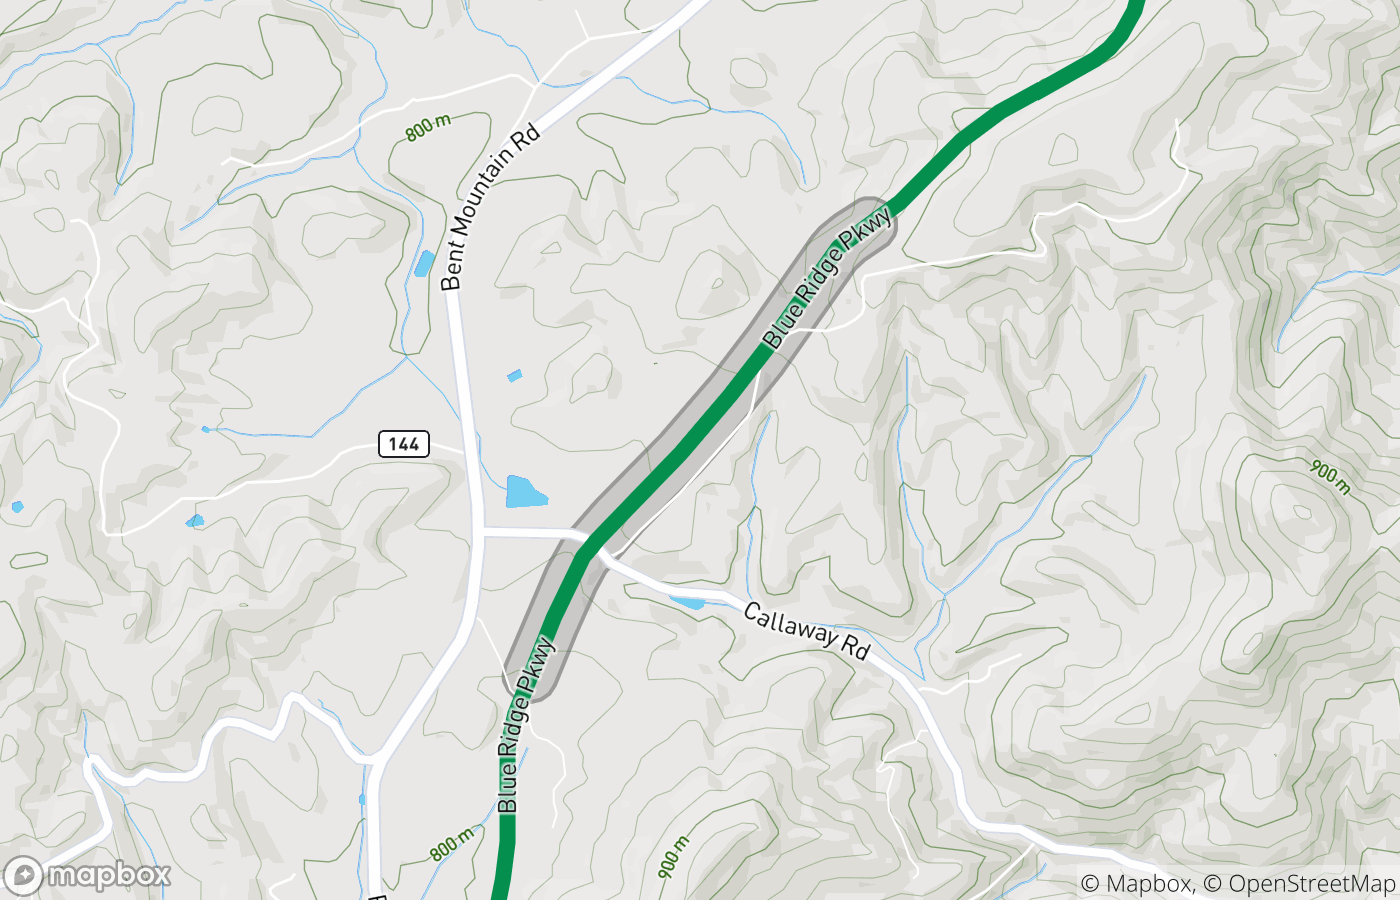 800 m
Bent Mountain Rd
Blue Ridge Pkwy
144
900 m
Callaway Rd
Blue Ridge Pkwy
800 m
900 m
mapbox
© Mapbox, © OpenStreetMap